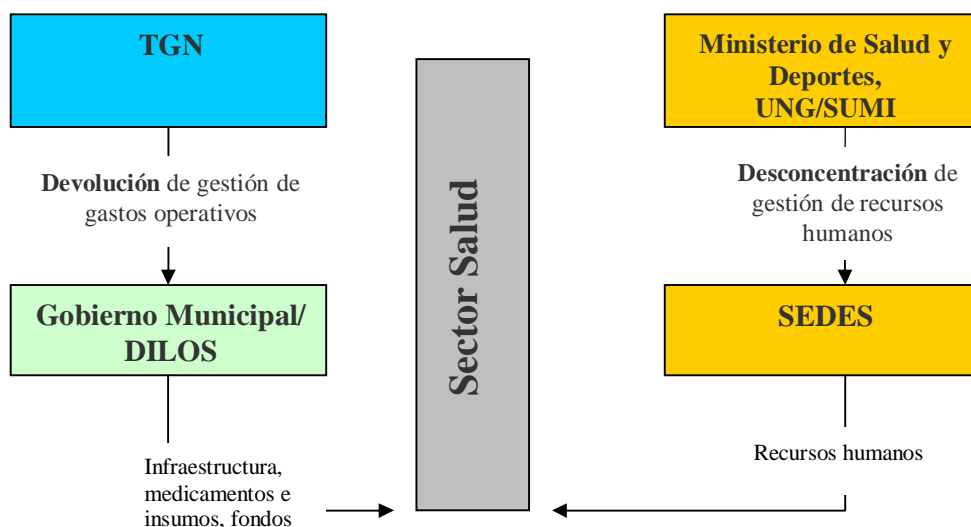 TGN
Devolución de gestión de
gastos operativos
Gobierno Municipal/
DILOS
Infraestructura,
medicamentos e
insumos, fondos
Sector Salud
Ministerio de Salud y
Deportes,
UNG/SUMI
Desconcentración de
gestión de recursos
humanos
SEDES
Recursos humanos